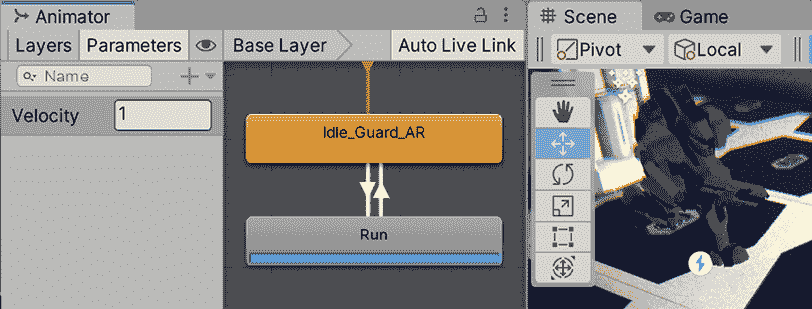 Animator
Scene
Game
Layers
Parameters
Base Layer
Auto Live Link
Pivot
Local
Name
Velocity
1
Idle_Guard_AR
Run